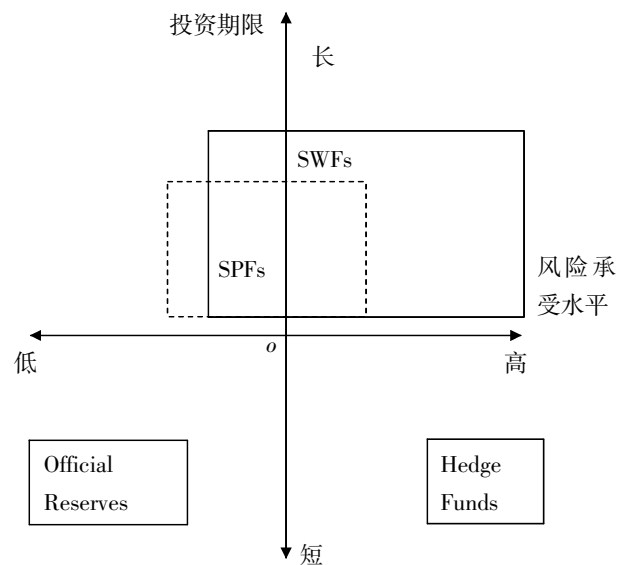 投资期限
长
SWFs
SPFs
风险承
受水平
o
低
高
Official
Reserves
Hedge
Funds
短